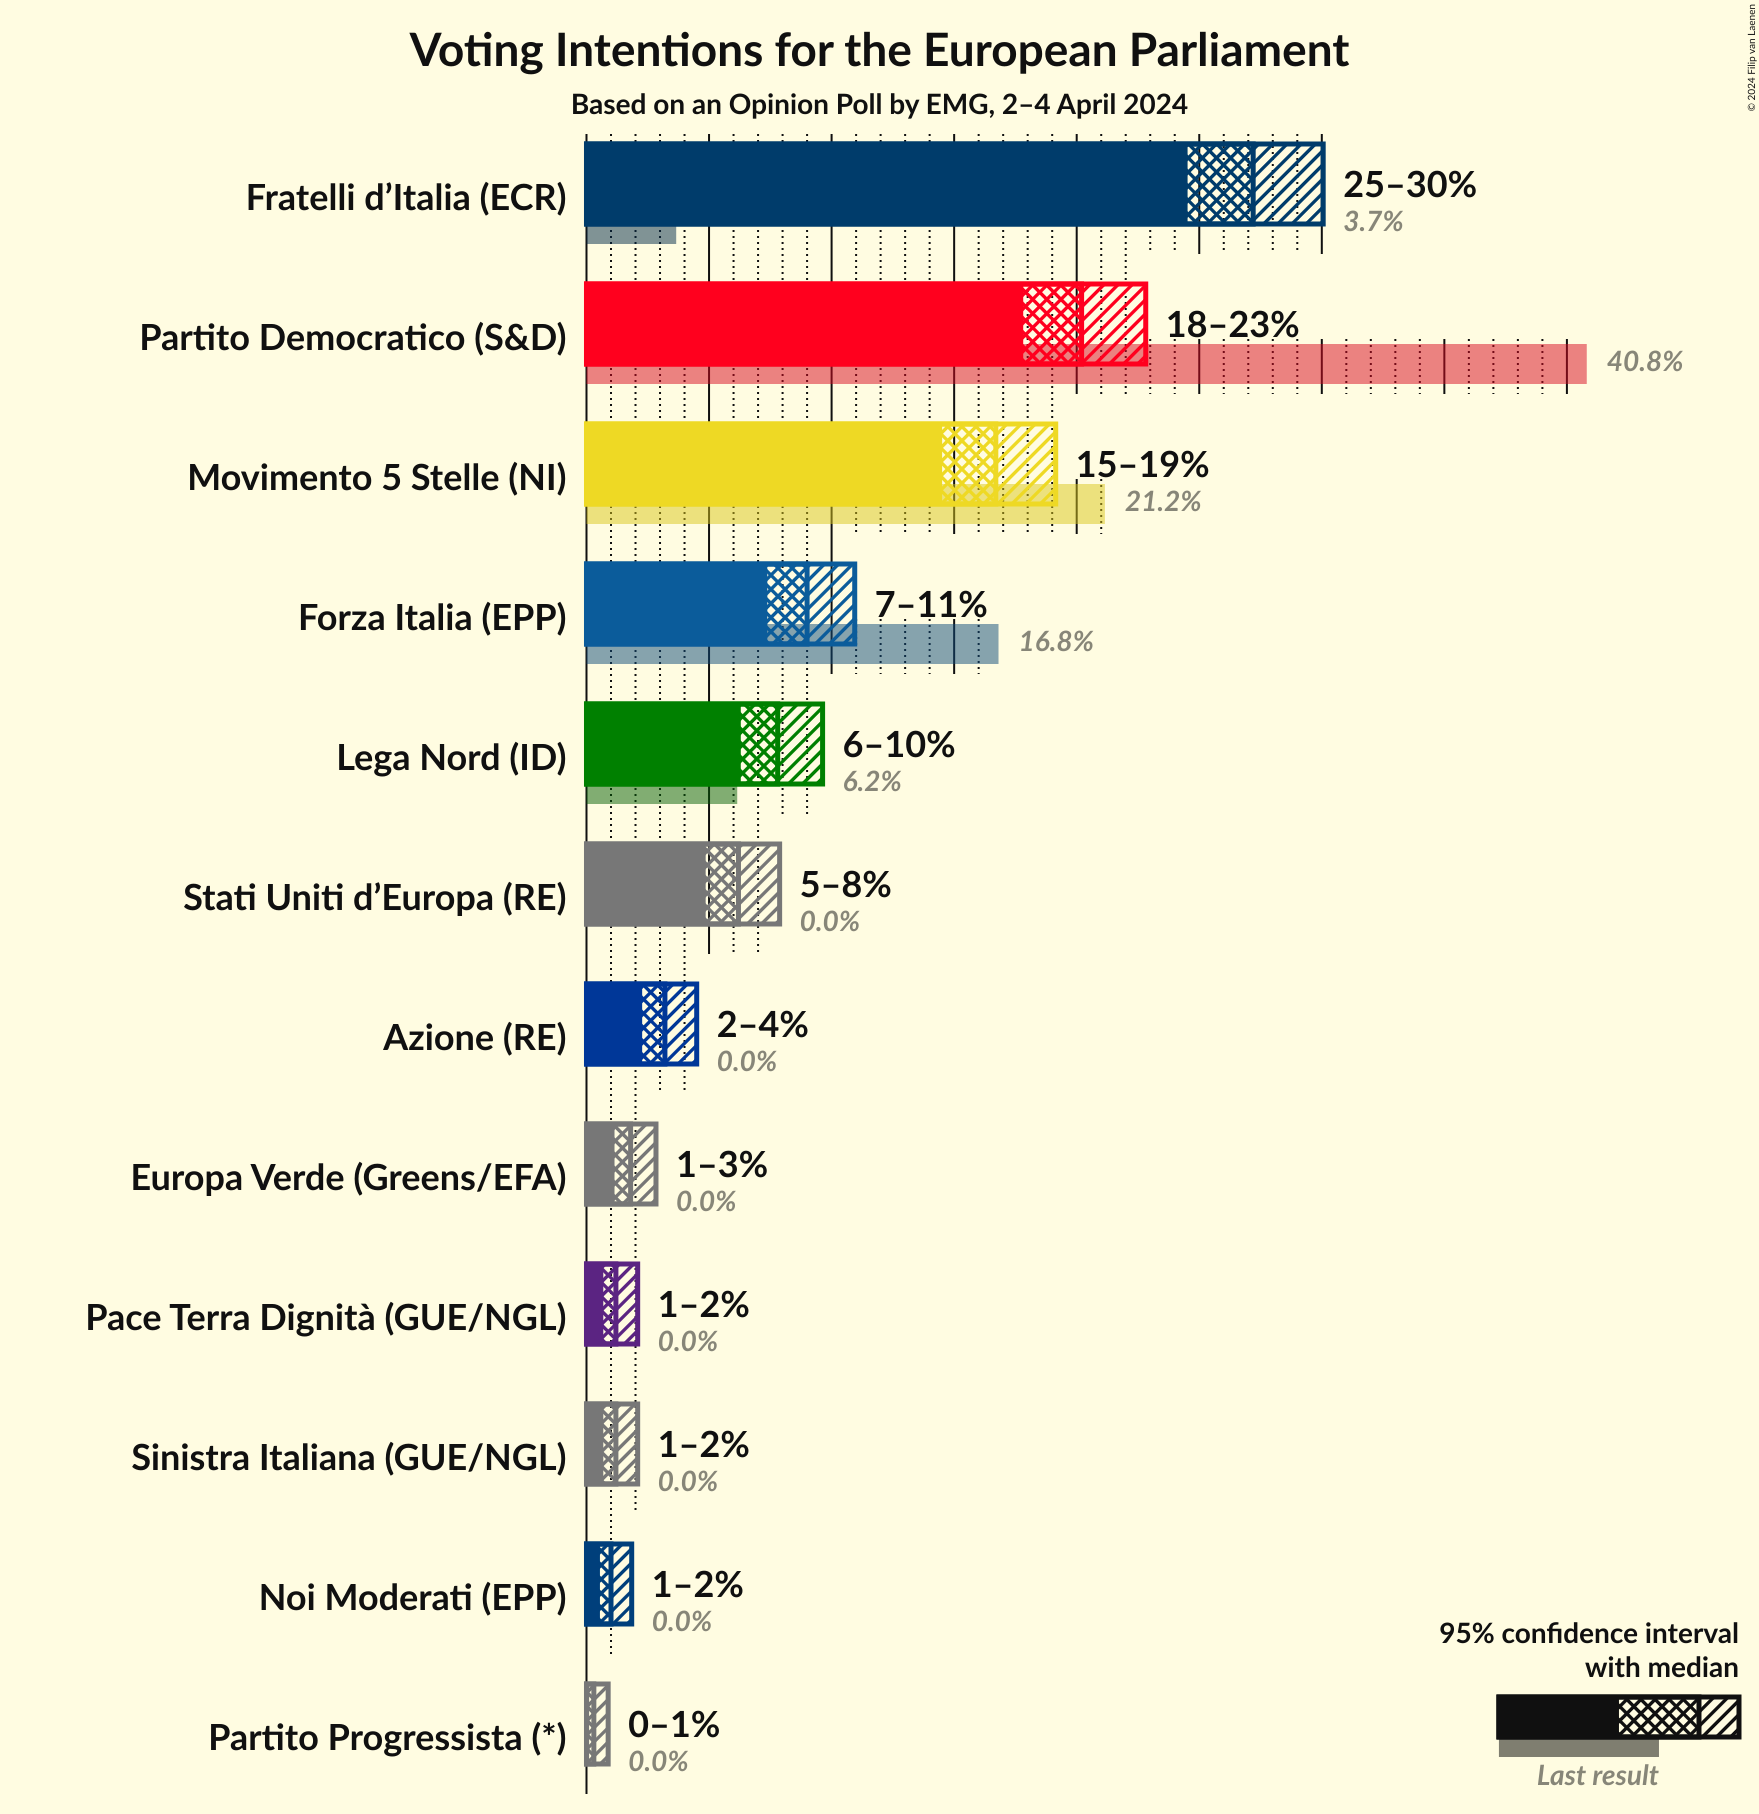 Voting Intentions for the European Parliament
Based on an Opinion Poll by EMG, 2–4 April 2024
© 2024 Filip van Laenen
Fratelli d’Italia (ECR)
25–30%
3.7%
Partito Democratico (S&D)
18–23%
40.8%
Movimento 5 Stelle (NI)
15–19%
21.2%
Forza Italia (EPP)
7–11%
16.8%
Lega Nord (ID)
6–10%
6.2%
Stati Uniti d’Europa (RE)
5–8%
0.0%
Azione (RE)
2–4%
0.0%
Europa Verde (Greens/EFA)
1–3%
0.0%
Pace Terra Dignità (GUE/NGL)
1–2%
0.0%
Sinistra Italiana (GUE/NGL)
1–2%
0.0%
Noi Moderati (EPP)
1–2%
0.0%
Partito Progressista (*)
0–1%
0.0%
95% confidence interval
with median
Last result